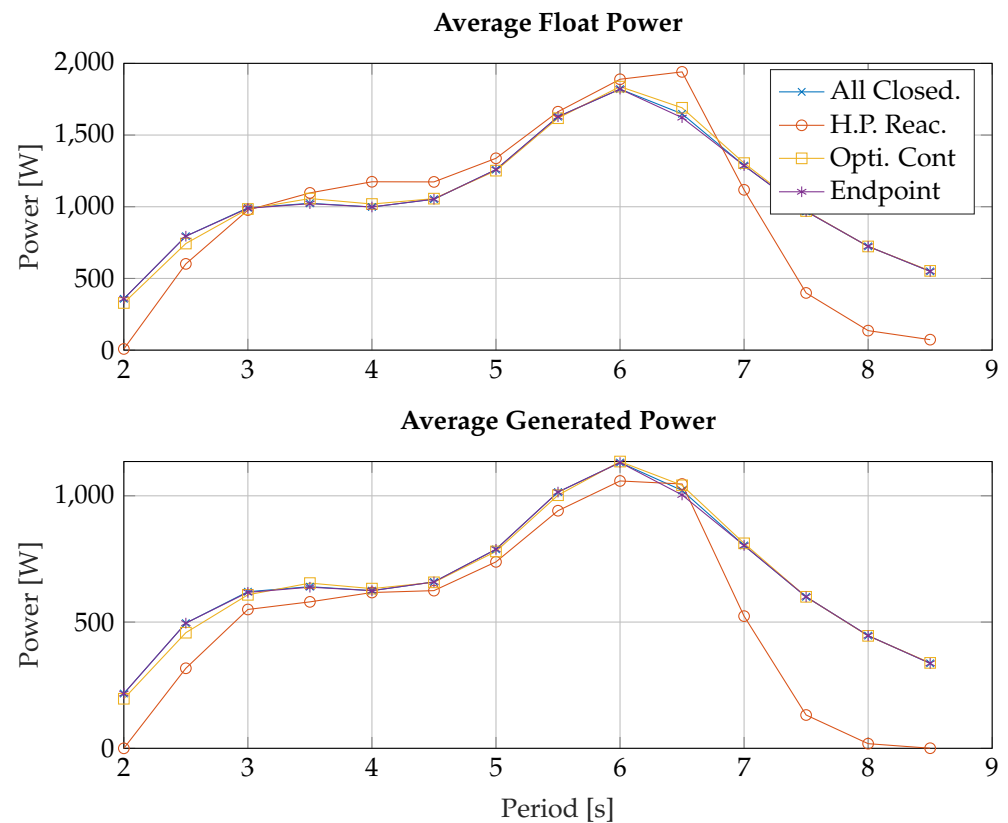 Average Float Power
2,000
1,500
1,000
500
0
Power [W]
All Closed.
H.P. Reac.
Opti. Cont
Endpoint
2 3 4 5 6 7 8 9
Average Generated Power
1,000
500
0
Power [W]
2 3 4 5 6 7 8 9
Period [s]